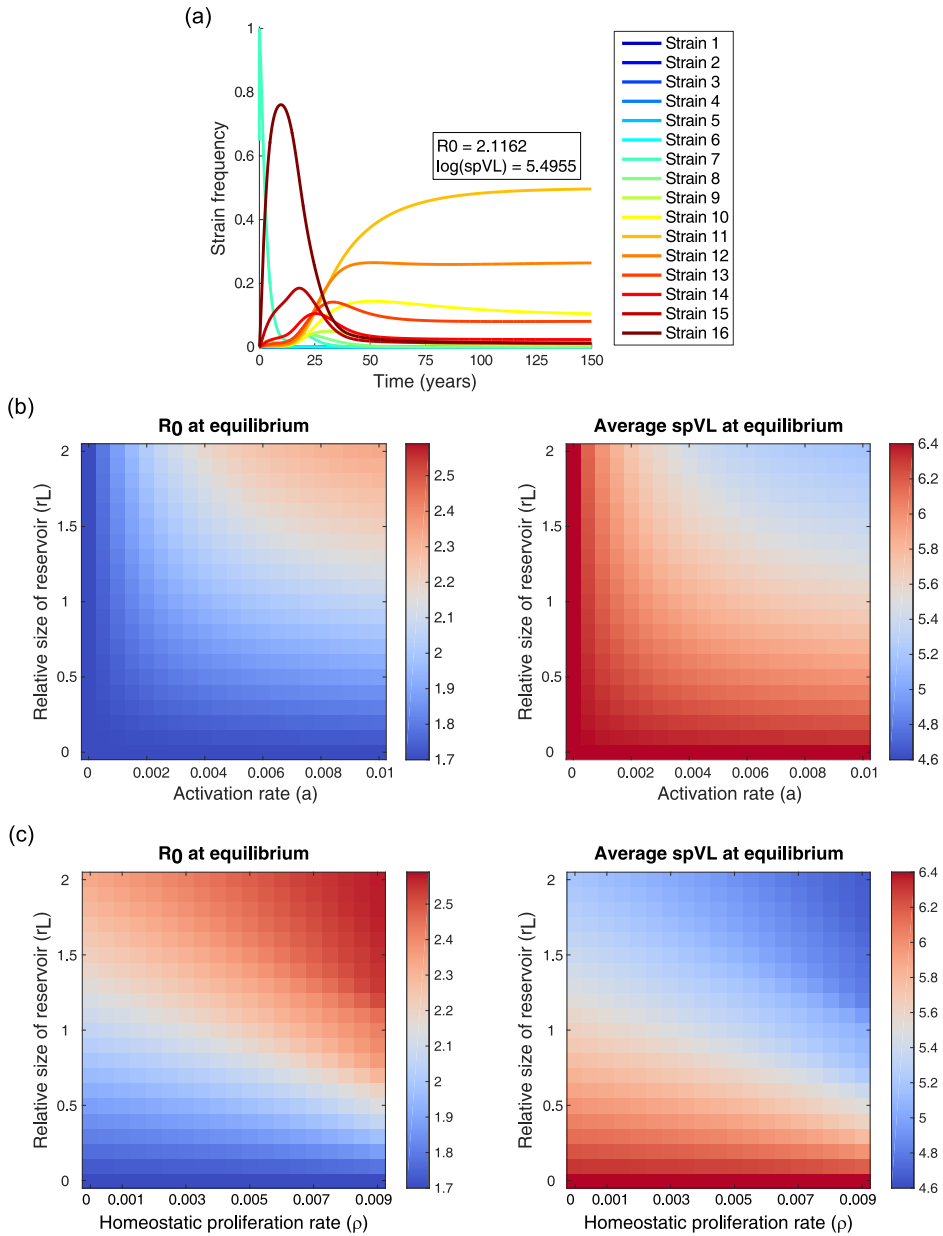 (a)
Strain frequency
1
0.8
0.6
0.4
0.2
0
0
25
50
75
100
125
150
Time (years)
R0 = 2.1162
log(spVL) = 5.4955
Strain 1
Strain 2
Strain 3
Strain 4
Strain 5
Strain 6
Strain 7
Strain 8
Strain 9
Strain 10
Strain 11
Strain 12
Strain 13
Strain 14
Strain 15
Strain 16
(b)
R0 at equilibrium
Relative size of reservoir (rL)
2
1.5
1
0.5
0
0
0.002
0.004
0.006
0.008
0.01
Activation rate (a)
2.5
2.4
2.3
2.2
2.1
2
1.9
1.8
1.7
Average spVL at equilibrium
Relative size of reservoir (rL)
2
1.5
1
0.5
0
0
0.002
0.004
0.006
0.008
0.01
Activation rate (a)
6.4
6.2
6
5.8
5.6
5.4
5.2
5
4.8
4.6
(c)
R0 at equilibrium
Relative size of reservoir (rL)
2
1.5
1
0.5
0
0
0.001
0.003
0.005
0.007
0.009
Homeostatic proliferation rate (ρ)
2.5
2.4
2.3
2.2
2.1
2
1.9
1.8
1.7
Average spVL at equilibrium
Relative size of reservoir (rL)
2
1.5
1
0.5
0
0
0.001
0.003
0.005
0.007
0.009
Homeostatic proliferation rate (ρ)
6.4
6.2
6
5.8
5.6
5.4
5.2
5
4.8
4.6